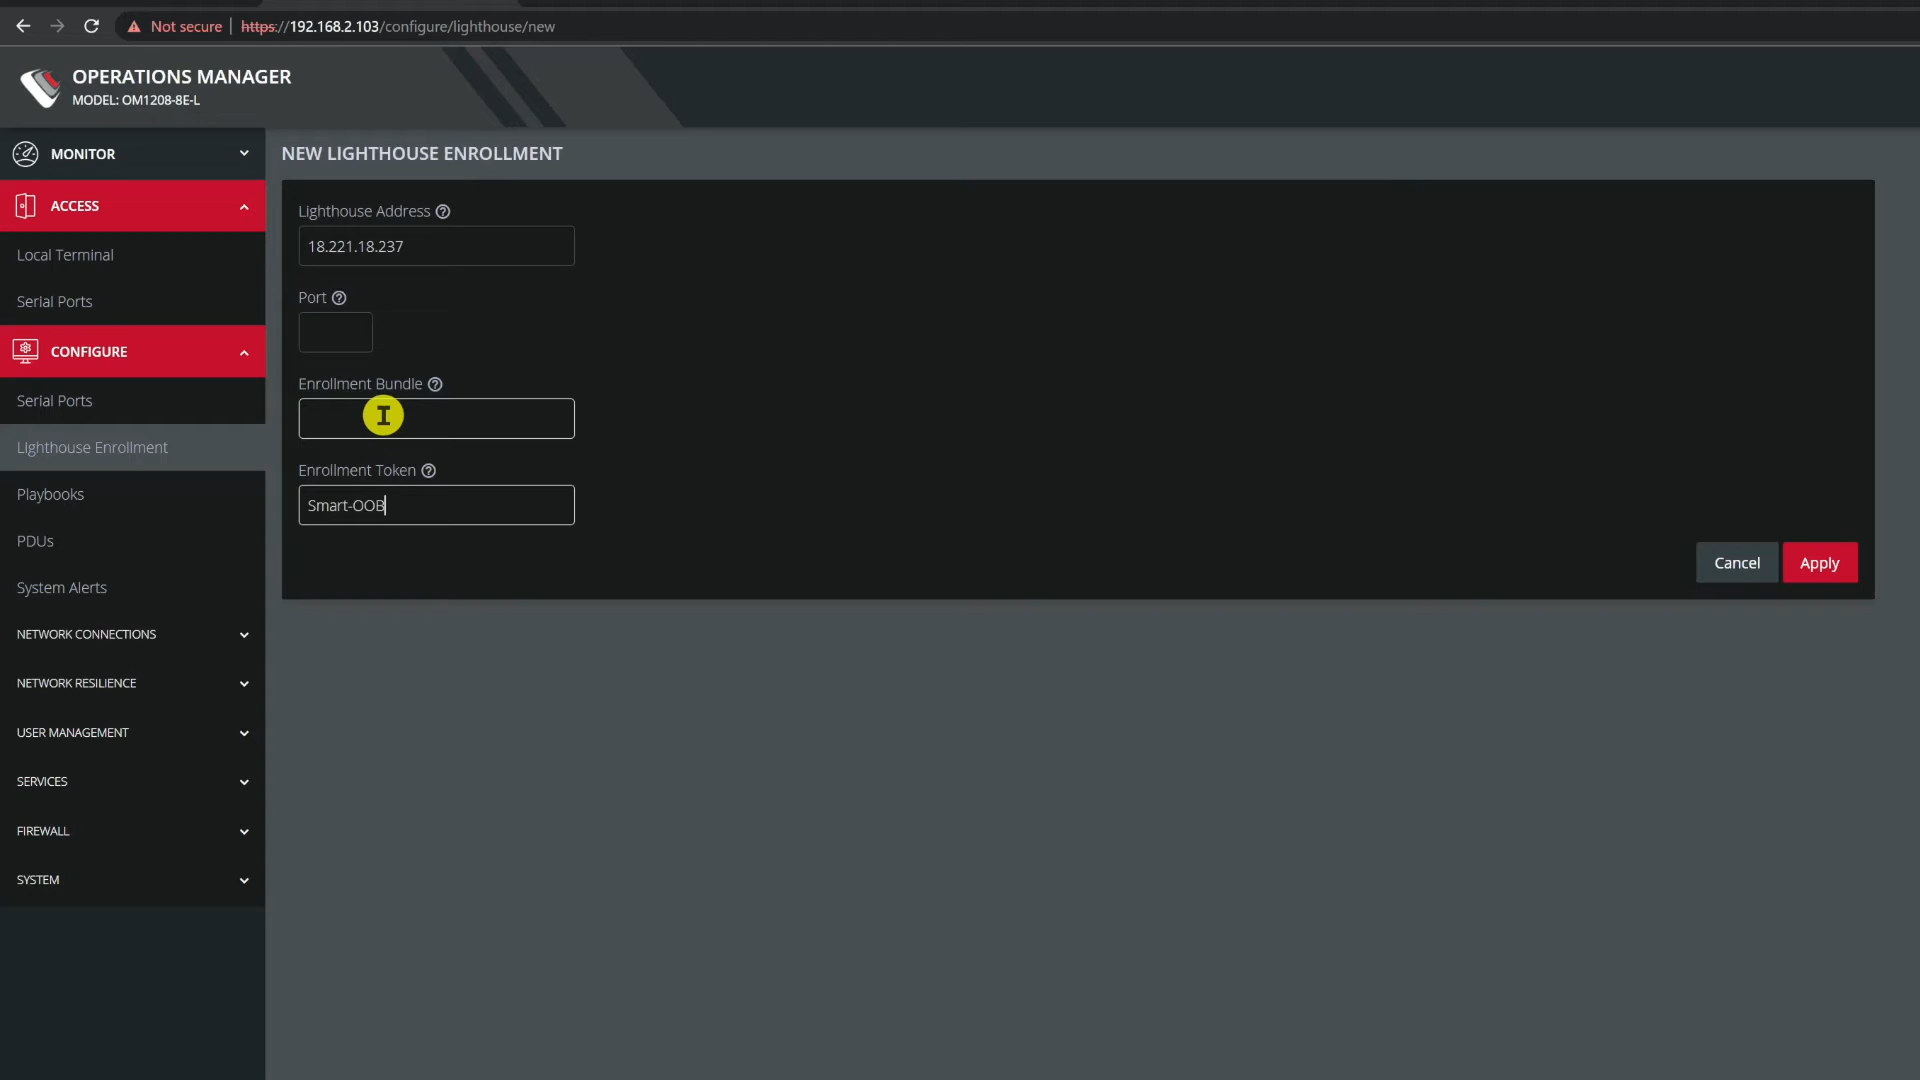 Not secure | https://192.168.2.103/configure/lighthouse/new
OPERATIONS MANAGER
MODEL: OM1208-8E-L
MONITOR
ACCESS
Local Terminal
Serial Ports
CONFIGURE
Serial Ports
Lighthouse Enrollment
Playbooks
PDUs
System Alerts
NETWORK CONNECTIONS
NETWORK RESILIENCE
USER MANAGEMENT
SERVICES
FIREWALL
SYSTEM
NEW LIGHTHOUSE ENROLLMENT
Lighthouse Address
18.221.18.237
Port
Enrollment Bundle
Enrollment Token
Smart-OOB
Cancel
Apply